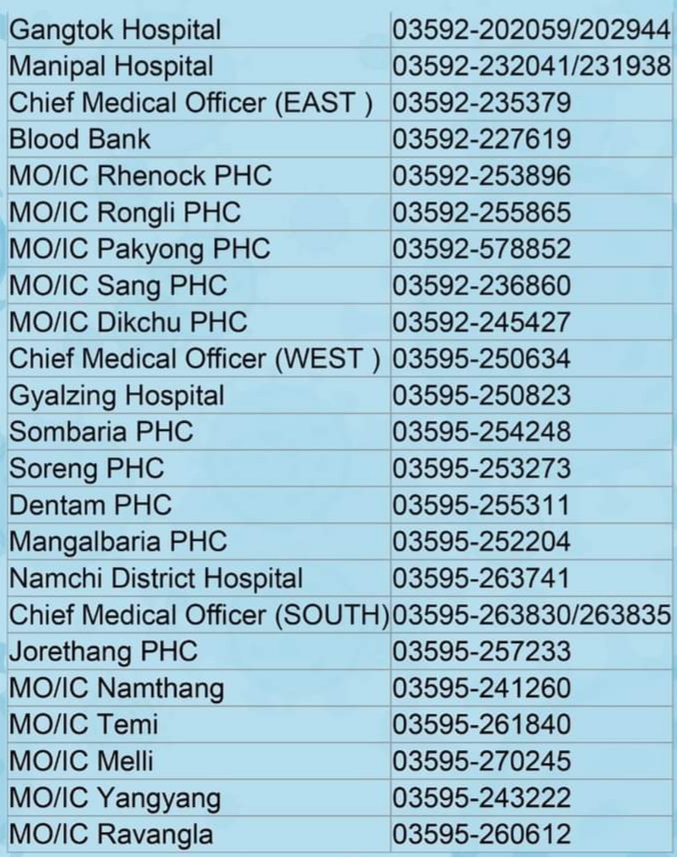 Gangtok Hospital 03592-202059/202944
Manipal Hospital 03592-232041/231938
Chief Medical Officer (EAST ) 03592-235379
Blood Bank 03592-227619
MO/IC Rhenock PHC 03592-253896
MO/IC Rongli PHC 03592-255865
MO/IC Pakyong PHC 03592-578852
MO/IC Sang PHC 03592-236860
MO/IC Dikchu PHC 03592-245427
Chief Medical Officer (WEST ) 03595-250634
Gyalzing Hospital 03595-250823
Sombaria PHC 03595-254248
Soreng PHC 03595-253273
Dentam PHC 03595-255311
Mangalbaria PHC 03595-252204
Namchi District Hospital 03595-263741
Chief Medical Officer (SOUTH) 03595-263830/263835
Jorethang PHC 03595-257233
MO/IC Namthang 03595-241260
MO/IC Temi 03595-261840
MO/IC Melli 03595-270245
MO/IC Yangyang 03595-243222
MO/IC Ravangla 03595-260612